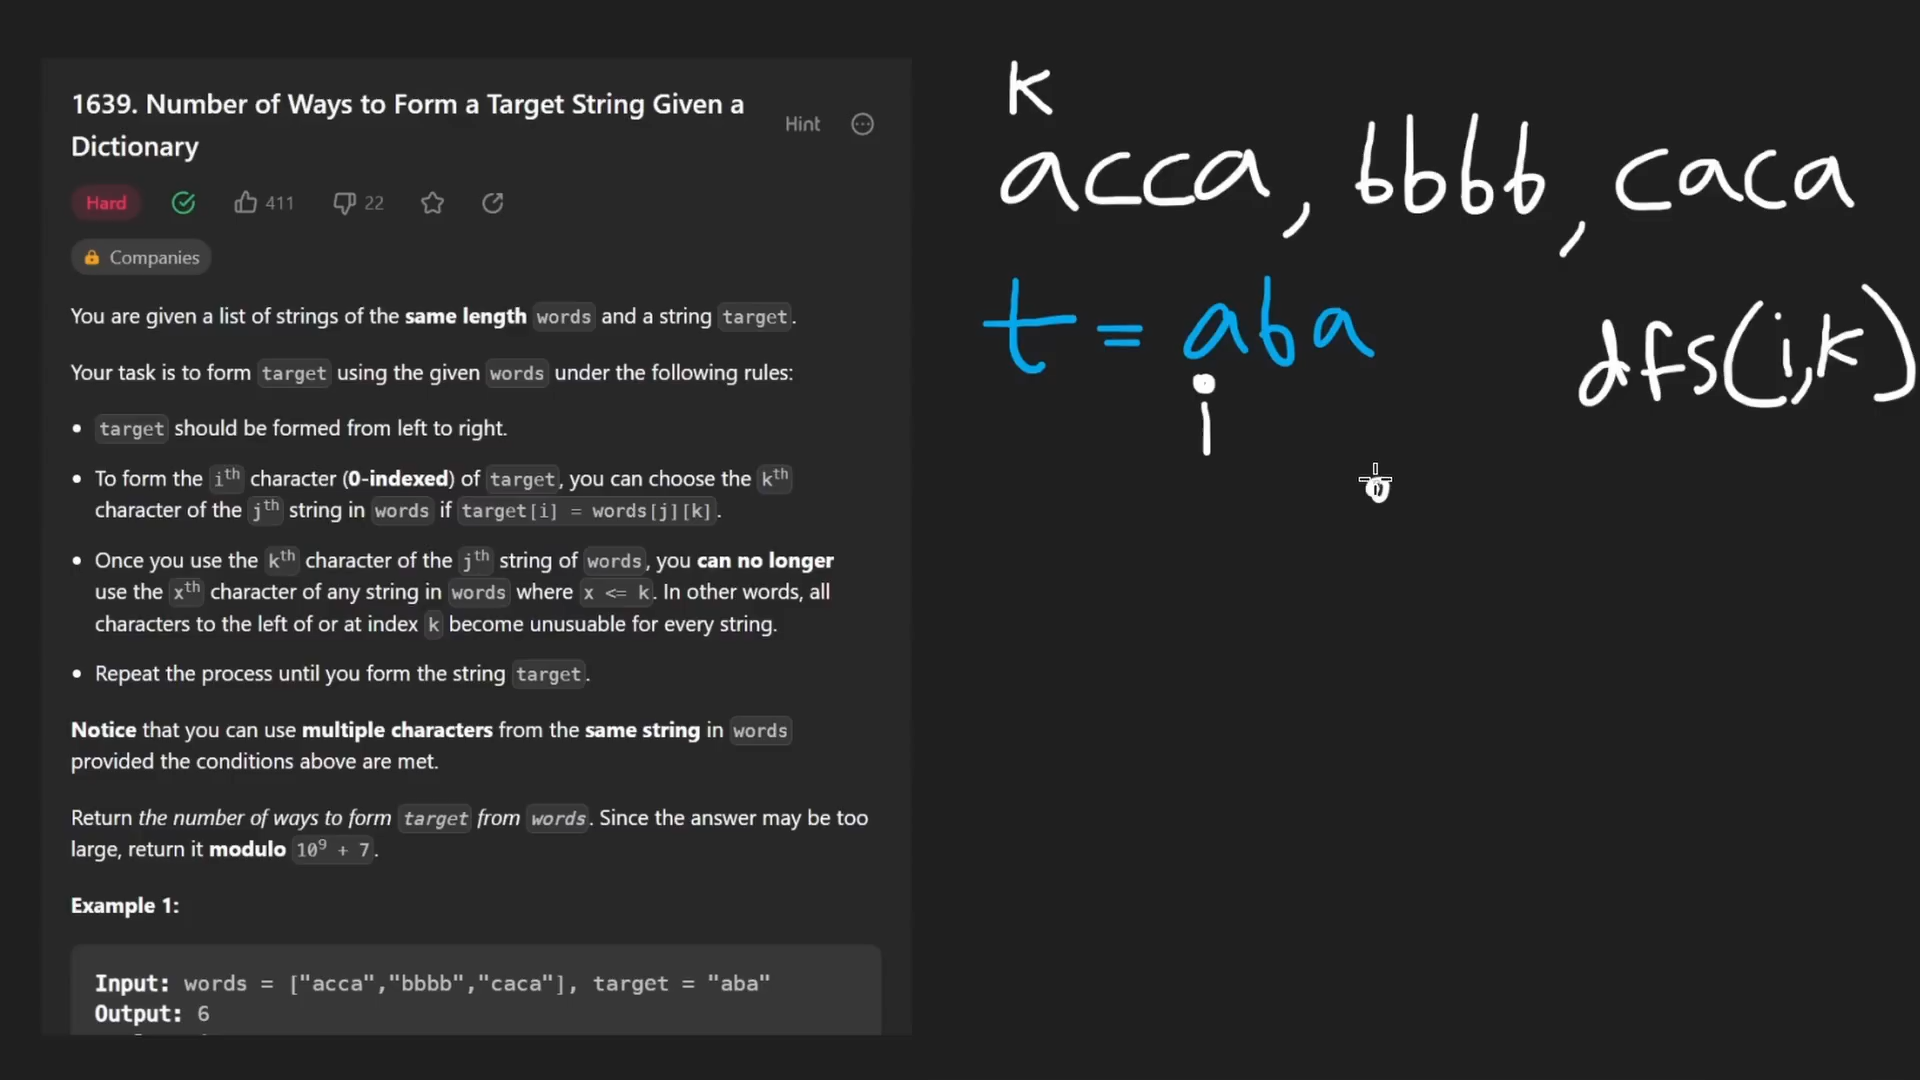 1639. Number of Ways to Form a Target String Given a
Dictionary
Hint
Hard
411
22
Companies
You are given a list of strings of the same length words and a string target.
Your task is to form target using the given words under the following rules:
• target should be formed from left to right.
• To form the ith character (0-indexed) of target, you can choose the kth
character of the jth string in words if target[i] = words[j][k].
• Once you use the kth character of the jth string of words, you can no longer
use the xth character of any string in words where x <= k. In other words, all
characters to the left of or at index k become unusuable for every string.
• Repeat the process until you form the string target.
Notice that you can use multiple characters from the same string in words
provided the conditions above are met.
Return the number of ways to form target from words. Since the answer may be too
large, return it modulo 10^9 + 7.
Example 1:
Input: words = ["acca","bbbb","caca"], target = "aba"
Output: 6
k
acca, bbbb, caca
t = aba
i
dfs(i,k)